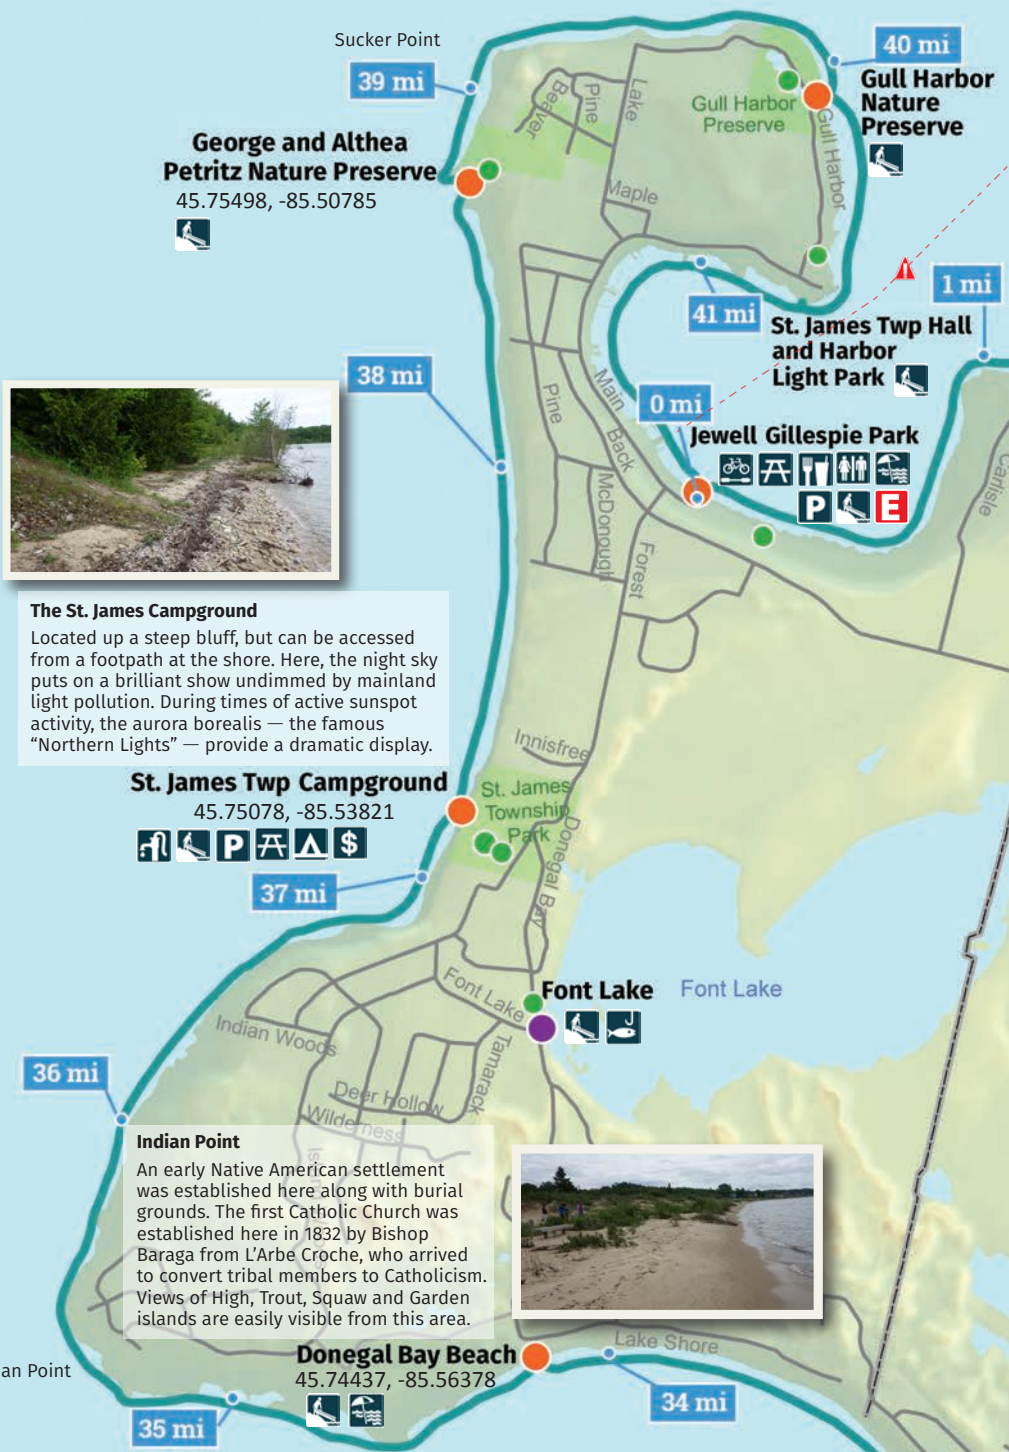 Sucker Point
40 mi
39 mi
Gull Harbor
Nature
Preserve
Beaver
Pine
Lake
Gull Harbor
Preserve
Gull Harbor
George and Althea
Petritz Nature Preserve
45.75498, -85.50785
Maple
1 mi
41 mi
St. James Twp Hall
and Harbor
Light Park
38 mi
0 mi
Main
Pine
Back
Jewell Gillespie Park
P
E
Carlisle
McDonough
Forest
The St. James Campground
Located up a steep bluff, but can be accessed
from a footpath at the shore. Here, the night sky
puts on a brilliant show undimmed by mainland
light pollution. During times of active sunspot
activity, the aurora borealis — the famous
“Northern Lights” — provide a dramatic display.
Innisfree
St. James Twp Campground
45.75078, -85.53821
P
$
St. James
Township
Park
Donegal Bay
37 mi
Font Lake
Font Lake
Font Lake
Indian Woods
Tamarack
36 mi
Deer Hollow
Wilderness
Indian Point
An early Native American settlement
was established here along with burial
grounds. The first Catholic Church was
established here in 1832 by Bishop
Baraga from L’Arbe Croche, who arrived
to convert tribal members to Catholicism.
Views of High, Trout, Squaw and Garden
islands are easily visible from this area.
Lake Shore
an Point
Donegal Bay Beach
45.74437, -85.56378
34 mi
35 mi